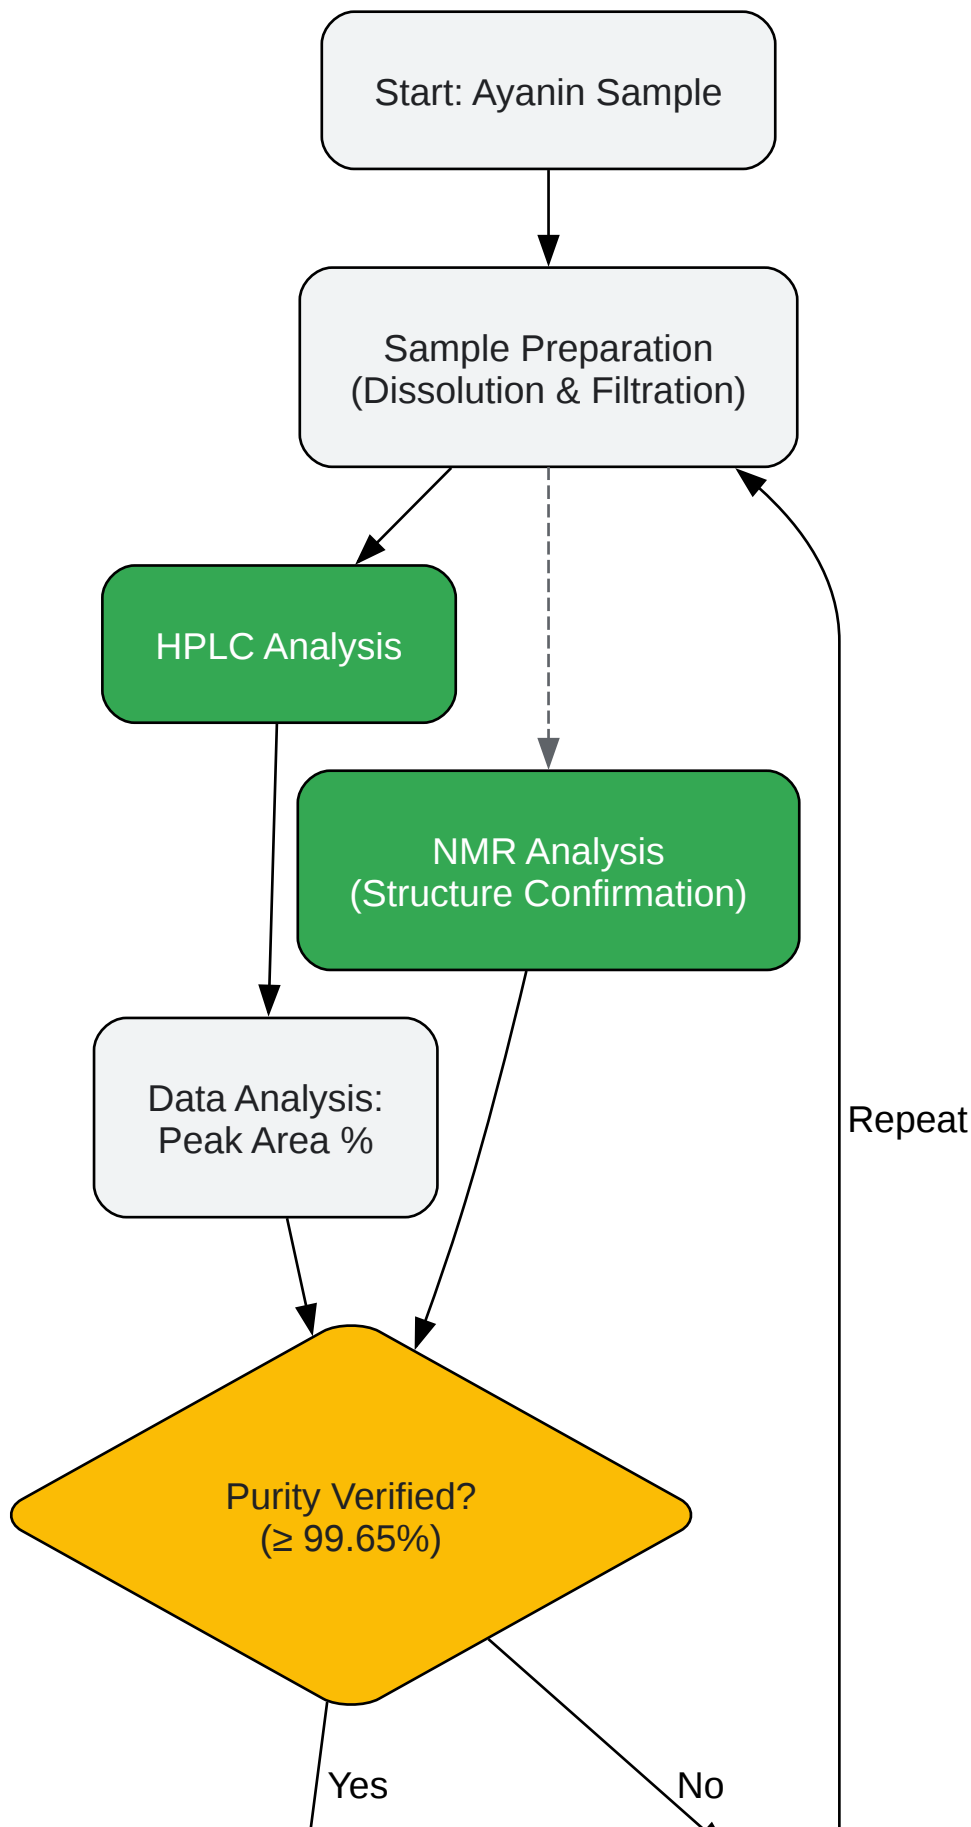 Start: Ayanin Sample
Sample Preparation
(Dissolution & Filtration)
HPLC Analysis
NMR Analysis
(Structure Confirmation)
Data Analysis:
Peak Area %
Repeat
Purity Verified?
(≥ 99.65%)
Yes
No